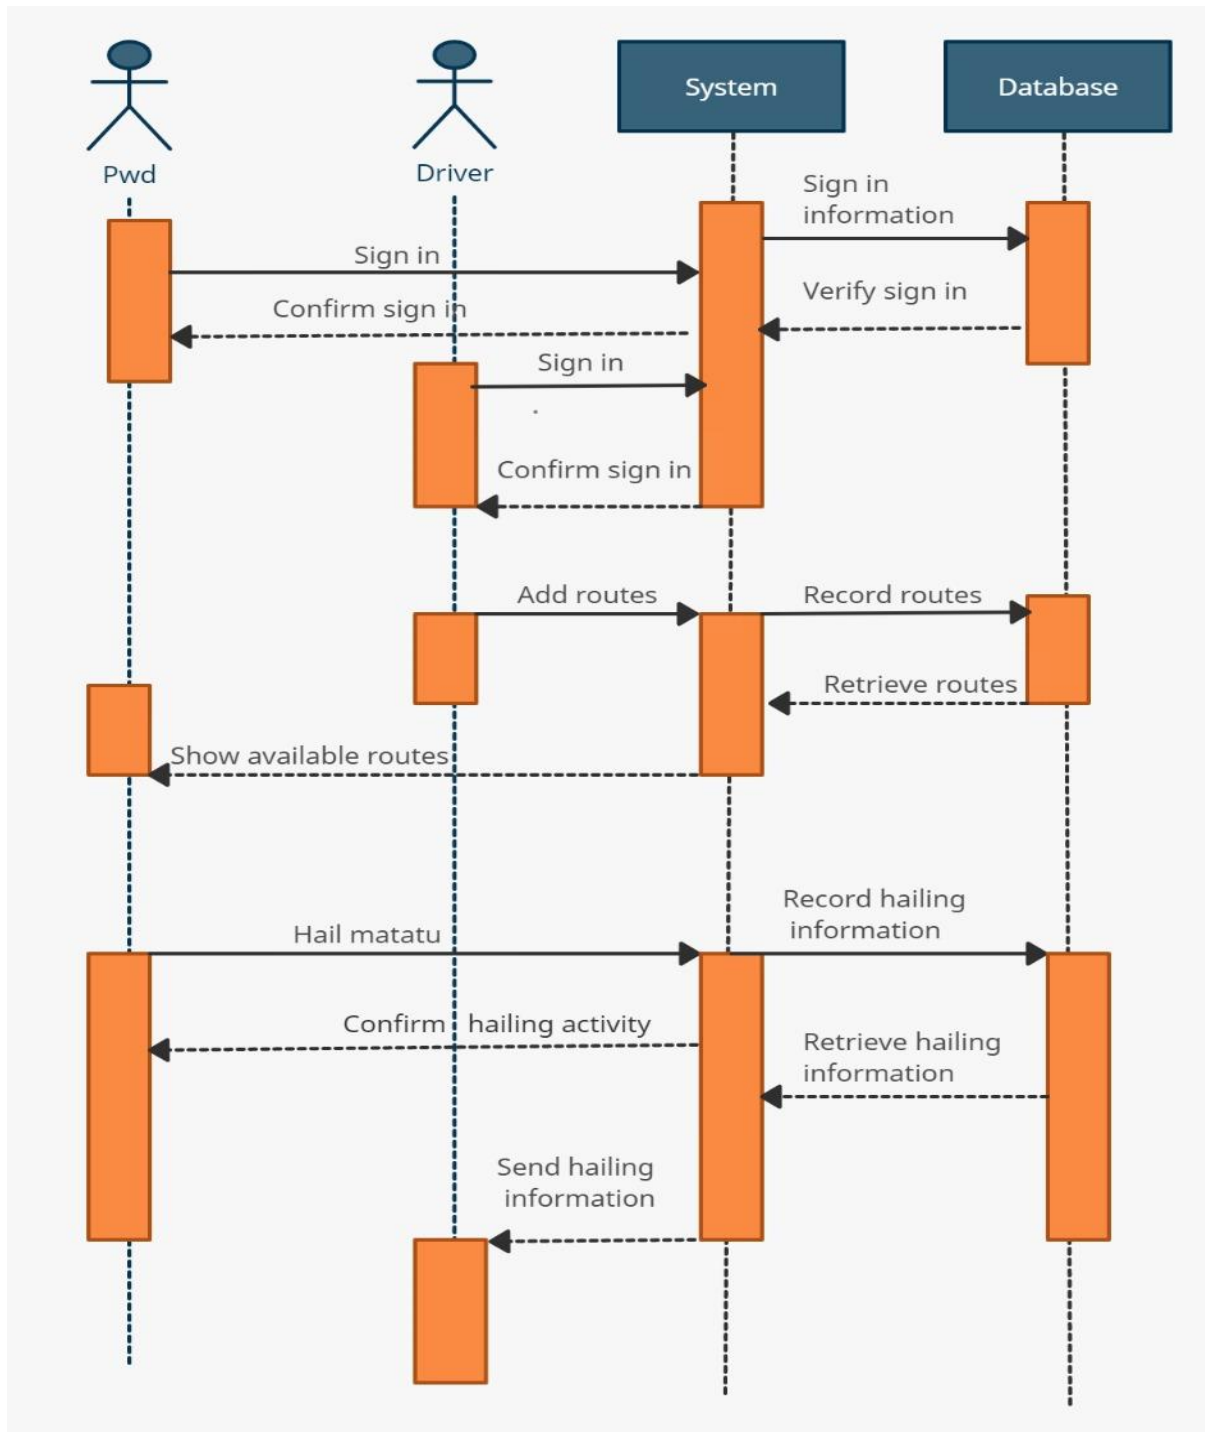 System
Database
Pwd
Driver
Sign in
information
Sign in
Verify sign in
Confirm sign in
Sign in
Confirm sign in
Add routes
Record routes
Retrieve routes
Show available routes
Record hailing
information
Hail matatu
Confirm hailing activity
Retrieve hailing
information
Send hailing
information